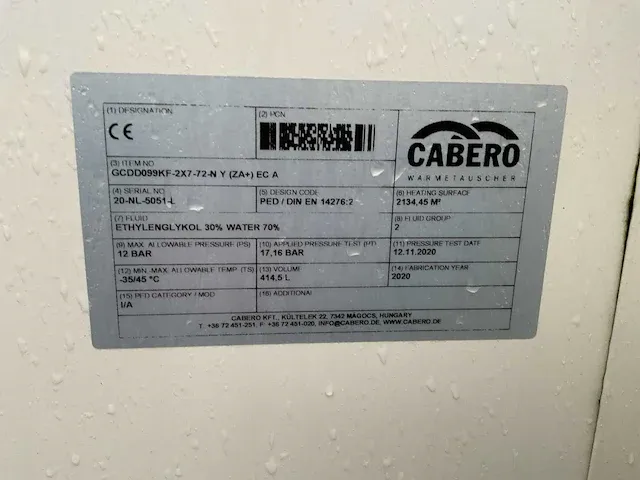 (1) DESIGNATION
CE
(2) PCN
CABERO
WÄRMETAUSCHER
(3) ITEM NO
GCDD099KF-2X7-72-N Y (ZA+) EC A
(4) SERIAL NO
20-NL-5051-L
(5) DESIGN CODE
PED / DIN EN 14276:2
(6) HEATING SURFACE
2134,45 M²
(7) FLUID
ETHYLENGLYKOL 30% WATER 70%
(8) FLUID GROUP
2
(9) MAX. ALLOWABLE PRESSURE (PS)
12 BAR
(10) APPLIED PRESSURE TEST (PT)
17,16 BAR
(11) PRESSURE TEST DATE
12.11.2020
(12) MIN.-MAX. ALLOWABLE TEMP. (TS)
-35/45 °C
(13) VOLUME
414,5 L
(14) FABRICATION YEAR
2020
(15) PED CATEGORY / MOD
I/A
(16) ADDITIONAL
CABERO KFT., KÜLTELEK 22, 7342 MÁGOCS, HUNGARY
T. +36 72 451-251, F. +36 72 451-020, INFO@CABERO.DE, WWW.CABERO.DE